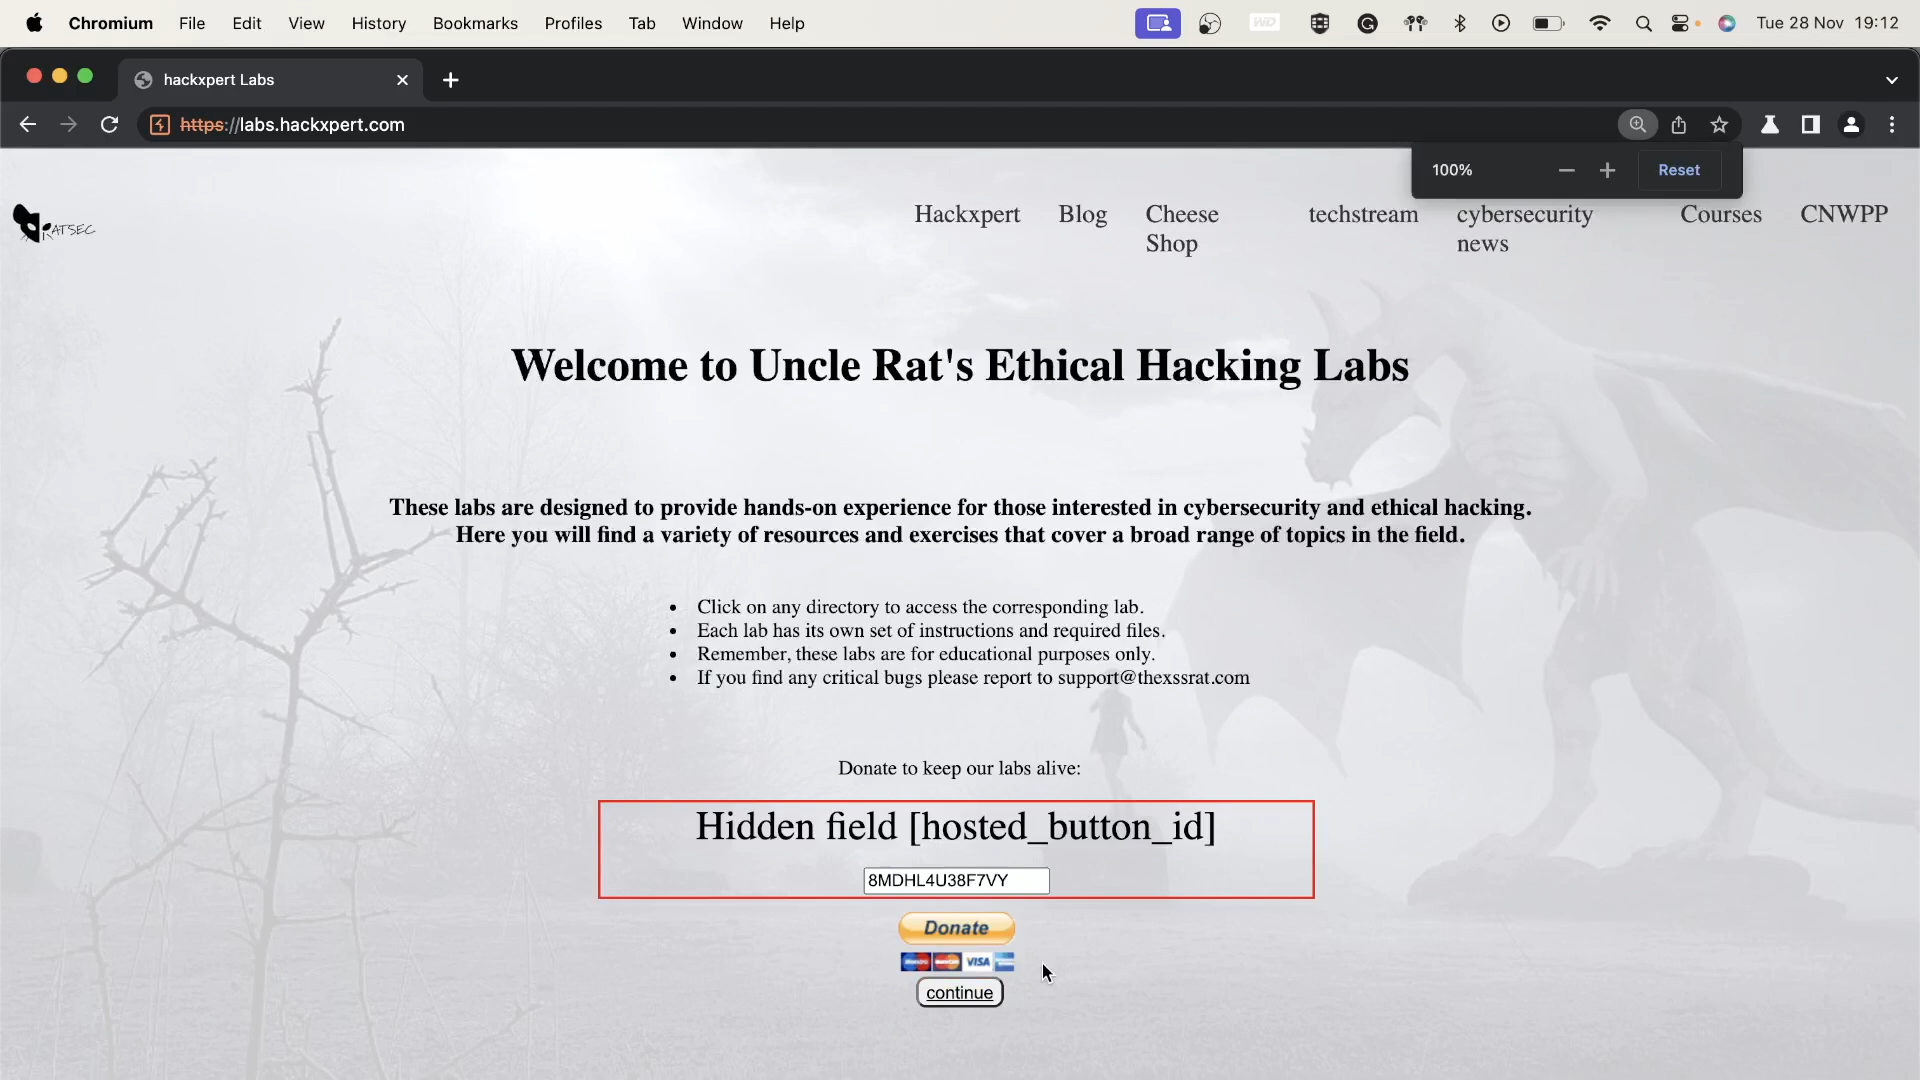 Chromium File Edit View History Bookmarks Profiles Tab Window Help WD Tue 28 Nov 19:12
hackxpert Labs
https://labs.hackxpert.com
100% Reset
RATSEC
Hackxpert Blog Cheese Shop techstream cybersecurity news Courses CNWPP
Welcome to Uncle Rat's Ethical Hacking Labs
These labs are designed to provide hands-on experience for those interested in cybersecurity and ethical hacking.
Here you will find a variety of resources and exercises that cover a broad range of topics in the field.
• Click on any directory to access the corresponding lab.
• Each lab has its own set of instructions and required files.
• Remember, these labs are for educational purposes only.
• If you find any critical bugs please report to support@thexssrat.com
Donate to keep our labs alive:
Hidden field [hosted_button_id]
8MDHL4U38F7VY
Donate
VISA
continue